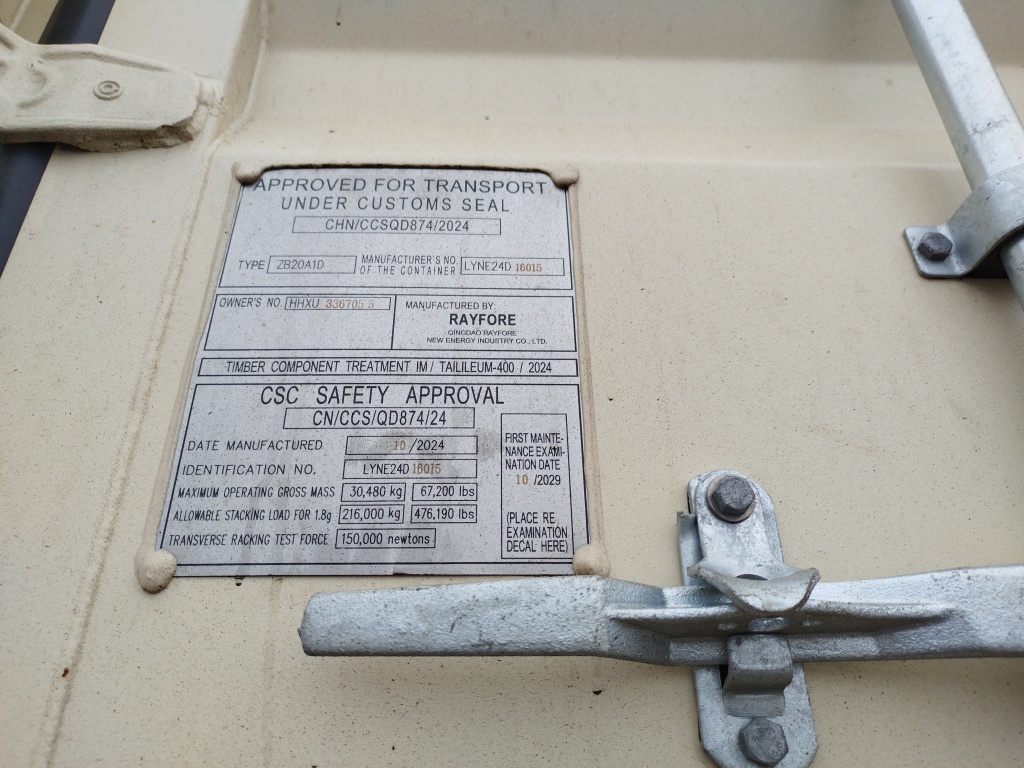 APPROVED FOR TRANSPORT
UNDER CUSTOMS SEAL
CHN/CCSQD874/2024
TYPE ZB20A1D MANUFACTURER'S NO. OF THE CONTAINER LYNE24D 16015
OWNER'S NO. HHXU 336705 5
MANUFACTURED BY:
RAYFORE
QINGDAO RAYFORE
NEW ENERGY INDUSTRY CO., LTD.
TIMBER COMPONENT TREATMENT IM / TAILILEUM-400 / 2024
CSC SAFETY APPROVAL
CN/CCS/QD874/24
DATE MANUFACTURED 10 /2024
IDENTIFICATION NO. LYNE24D 16015
MAXIMUM OPERATING GROSS MASS 30,480 kg 67,200 lbs
ALLOWABLE STACKING LOAD FOR 1.8g 216,000 kg 476,190 lbs
TRANSVERSE RACKING TEST FORCE 150,000 newtons
FIRST MAINTE-
NANCE EXAMI-
NATION DATE
10 /2029
(PLACE RE
EXAMINATION
DECAL HERE)